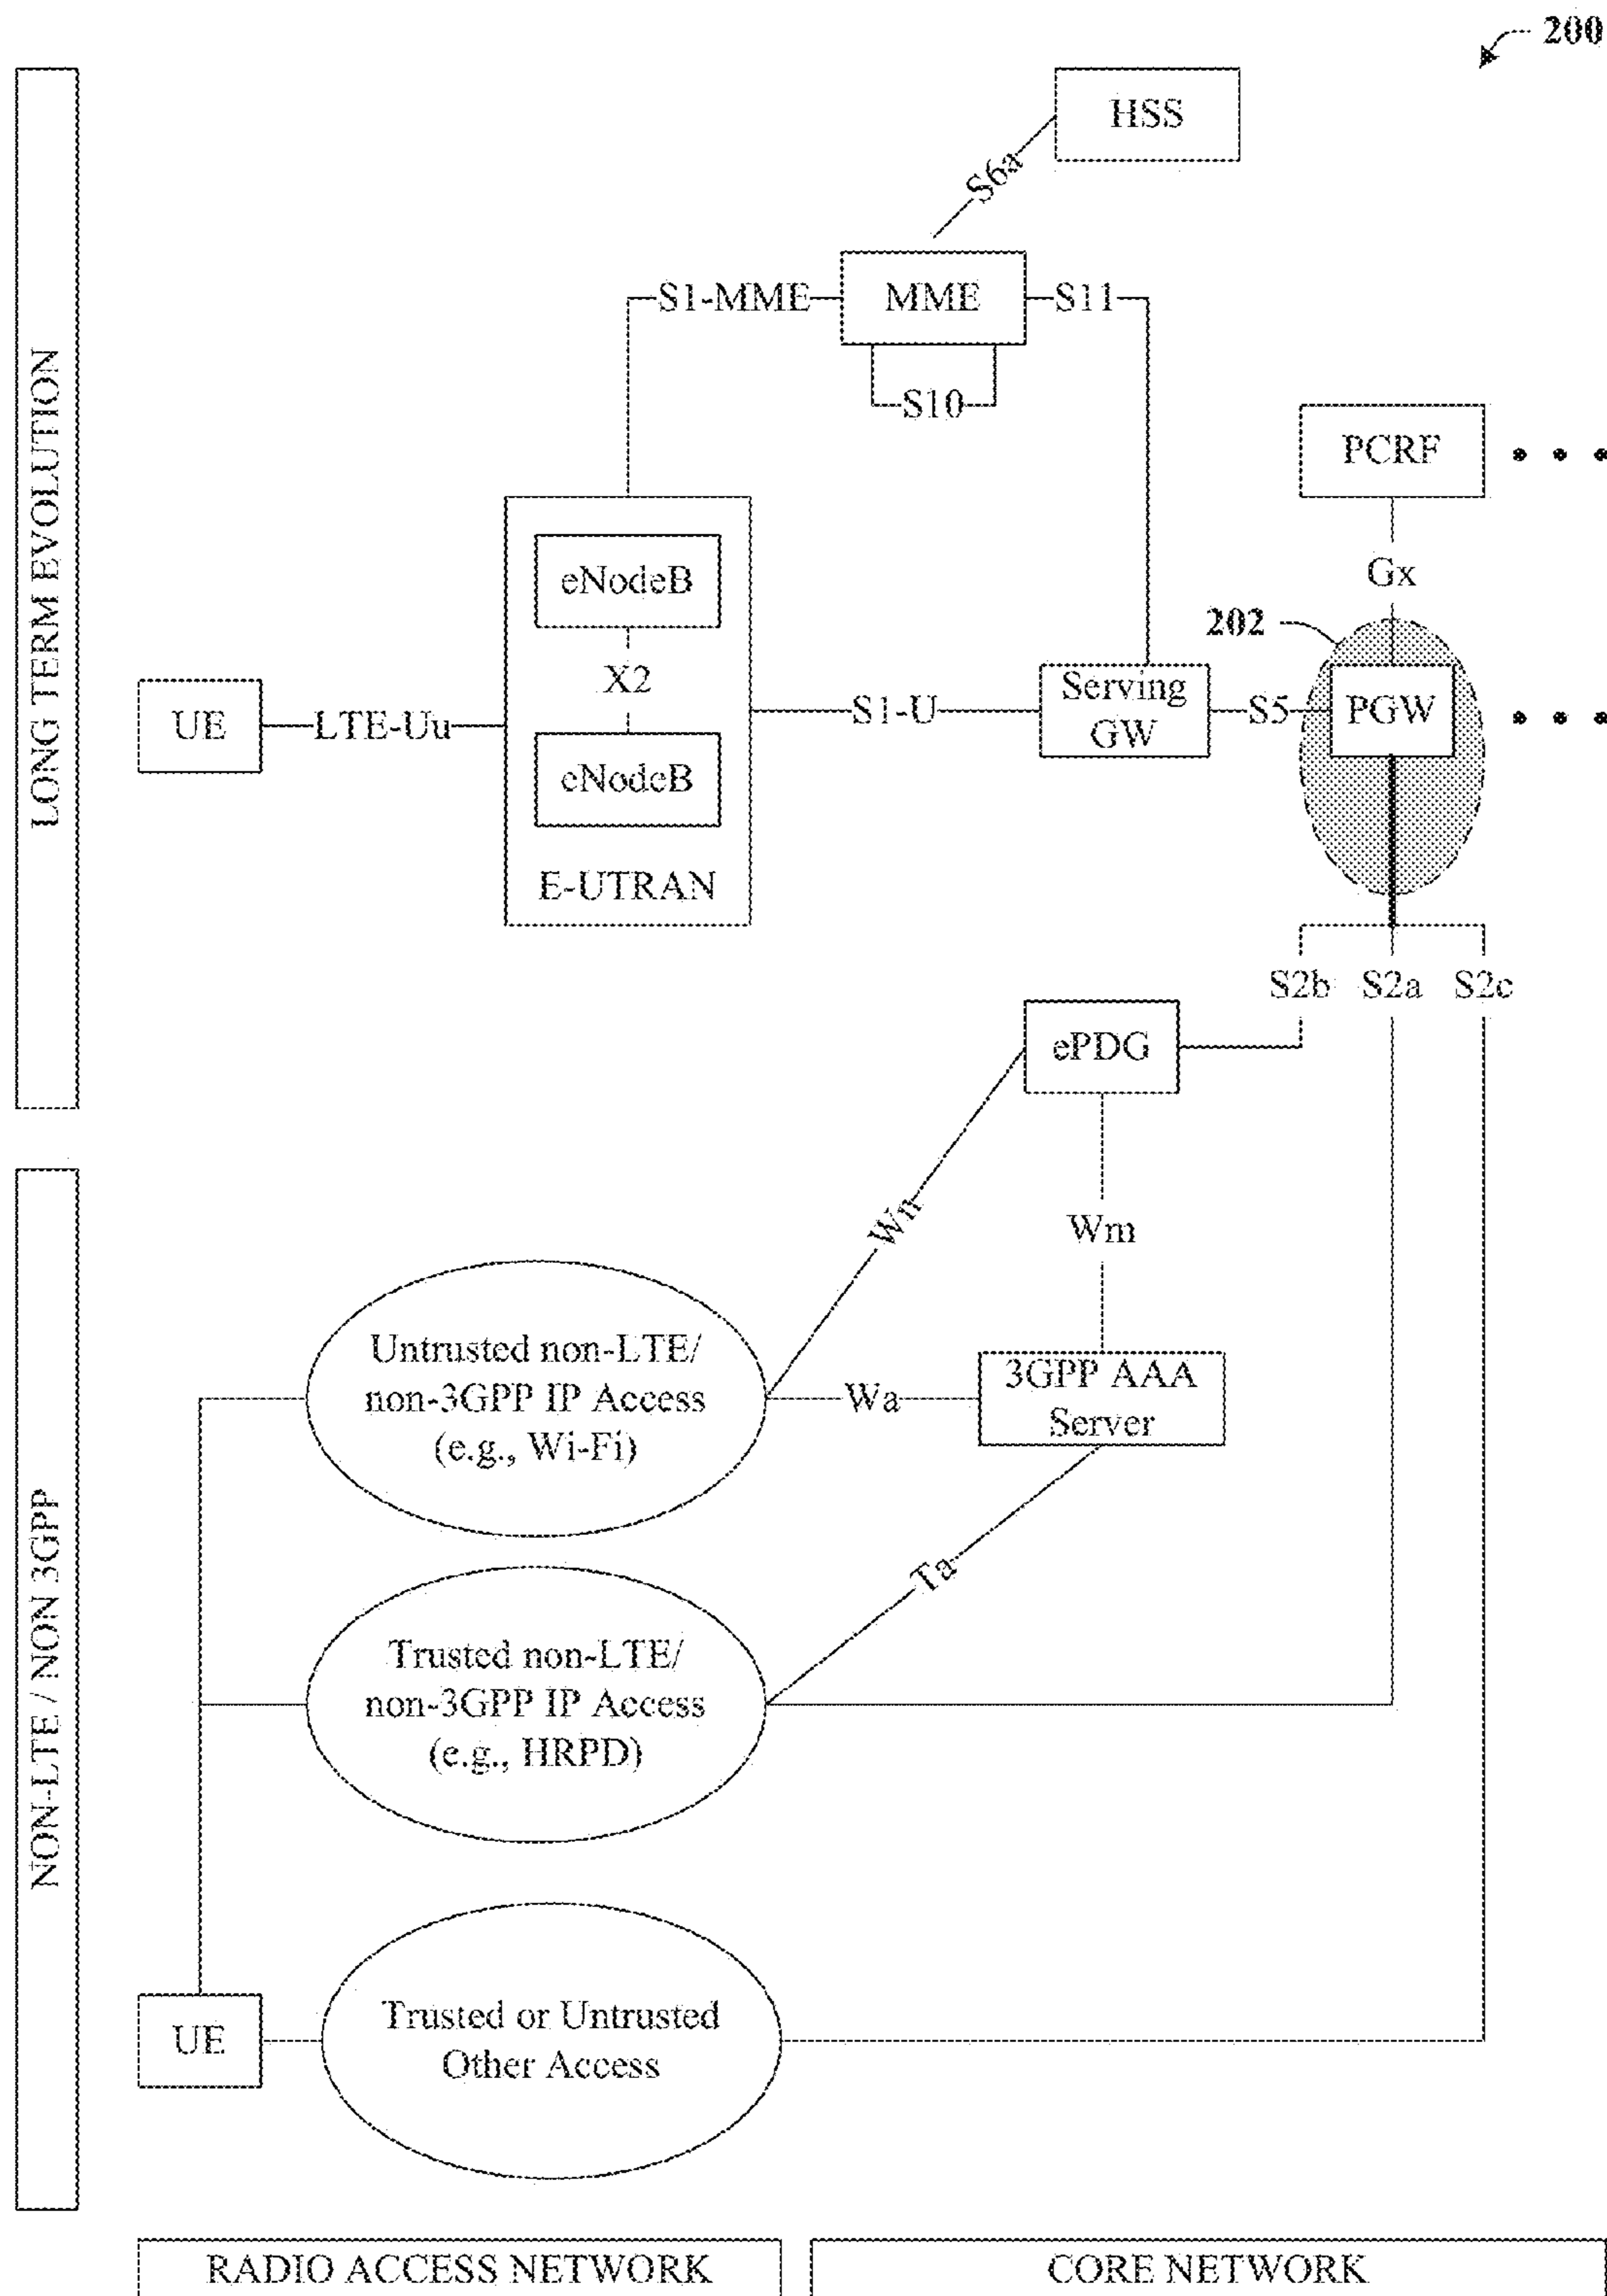 200
HSS
S6a
S1-MME
MME
S11
S10
PCRF
Gx
202
LONG TERM EVOLUTION
eNodeB
X2
eNodeB
E-UTRAN
UE
LTE-Uu
S1-U
Serving
GW
S5
PGW
S2b
S2a
S2c
ePDG
Wn
Wm
NON-LTE / NON 3GPP
Untrusted non-LTE/
non-3GPP IP Access
(e.g., Wi-Fi)
Wa
3GPP AAA
Server
Ta
Trusted non-LTE/
non-3GPP IP Access
(e.g., HRPD)
UE
Trusted or Untrusted
Other Access
RADIO ACCESS NETWORK
CORE NETWORK